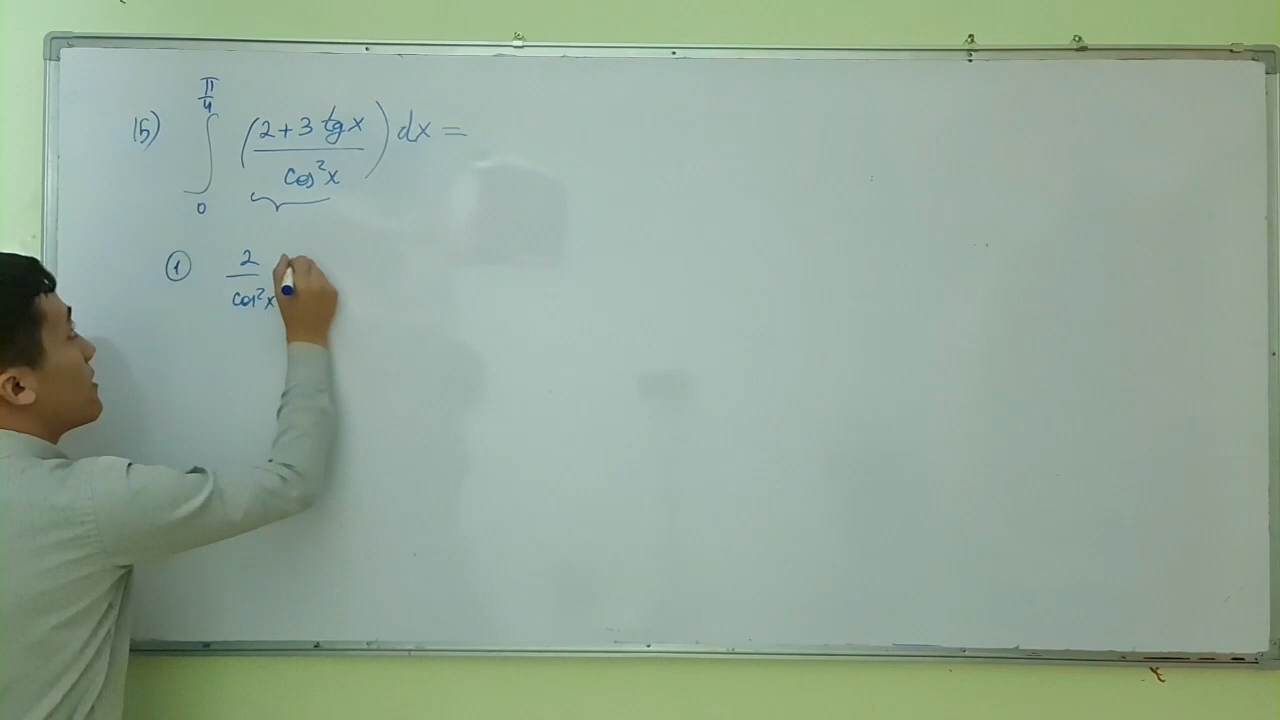 15) ∫₀^(π/4) ((2+3 tg x)/(cos²x)) dx =
① 2/(cos²x)